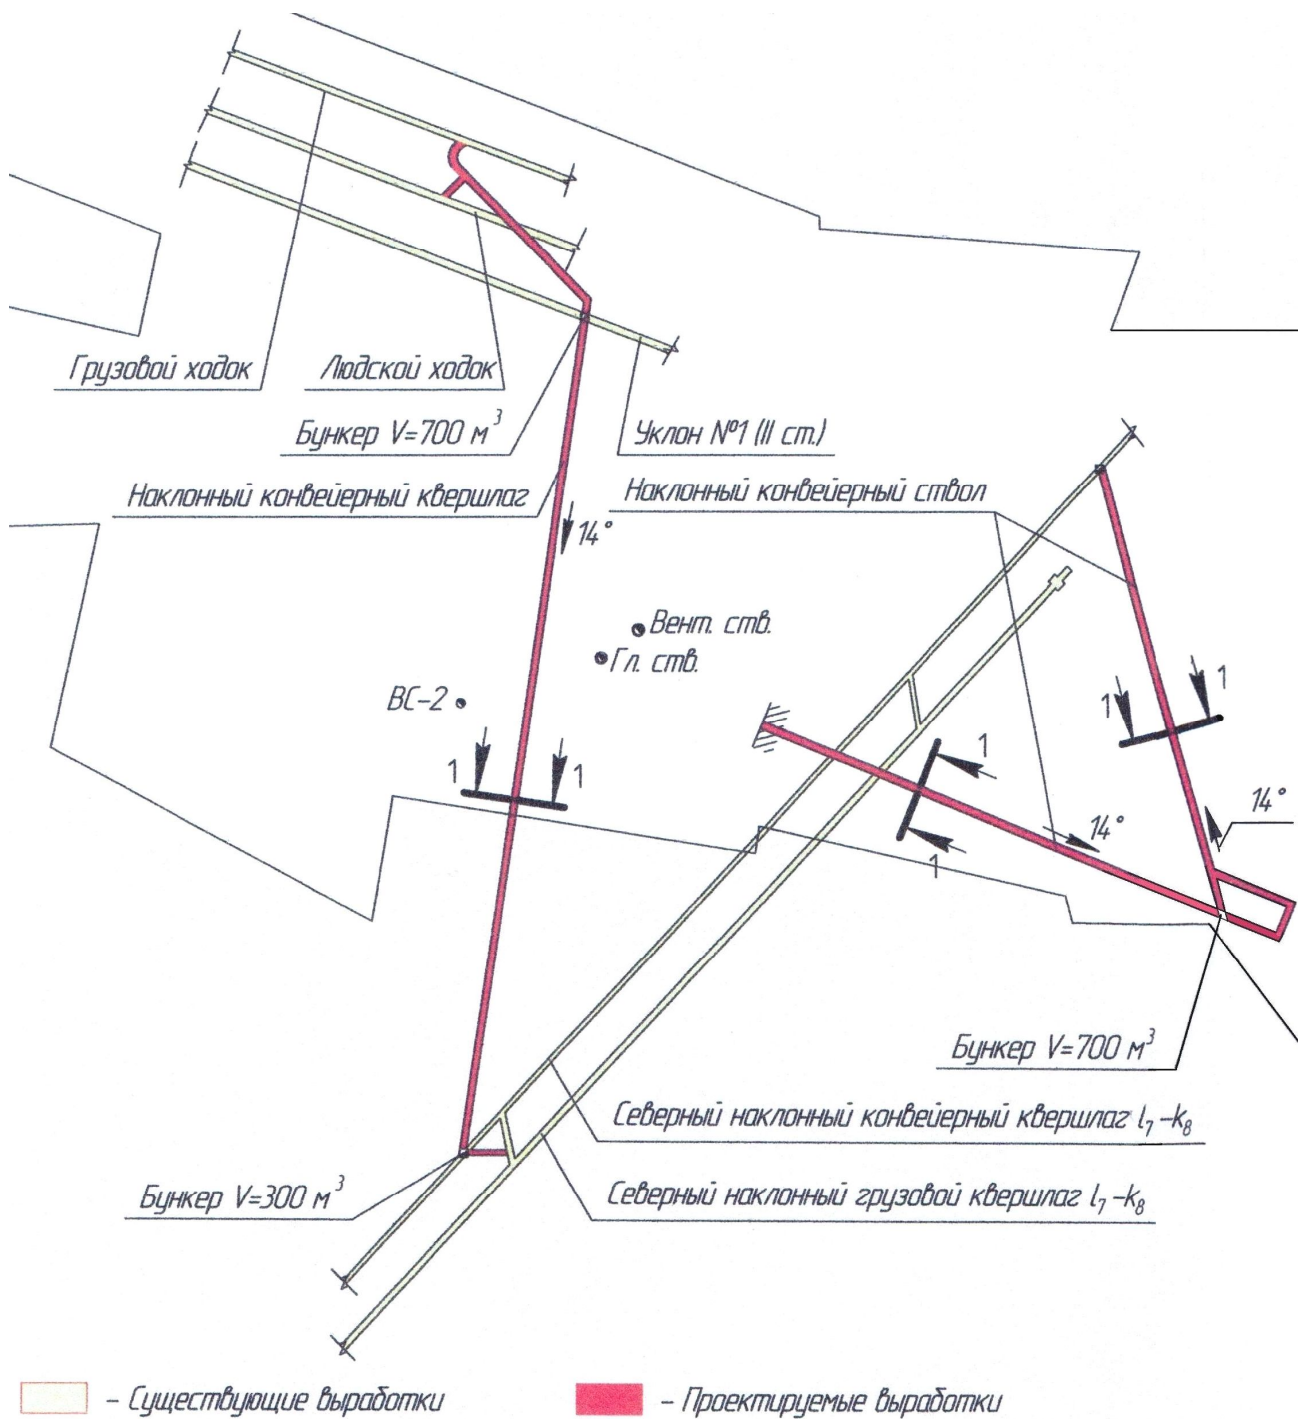 Грузовой ходок
Людской ходок
Бункер V=700 м³
Уклон №1 (II ст.)
Наклонный конвейерный квершлаг
Наклонный конвейерный ствол
14°
Вент. ств.
Гл. ств.
ВС-2
1
1
1
1
1
1
14°
14°
Бункер V=700 м³
Северный наклонный конвейерный квершлаг l₇-k₈
Бункер V=300 м³
Северный наклонный грузовой квершлаг l₇-k₈
- Существующие выработки
- Проектируемые выработки